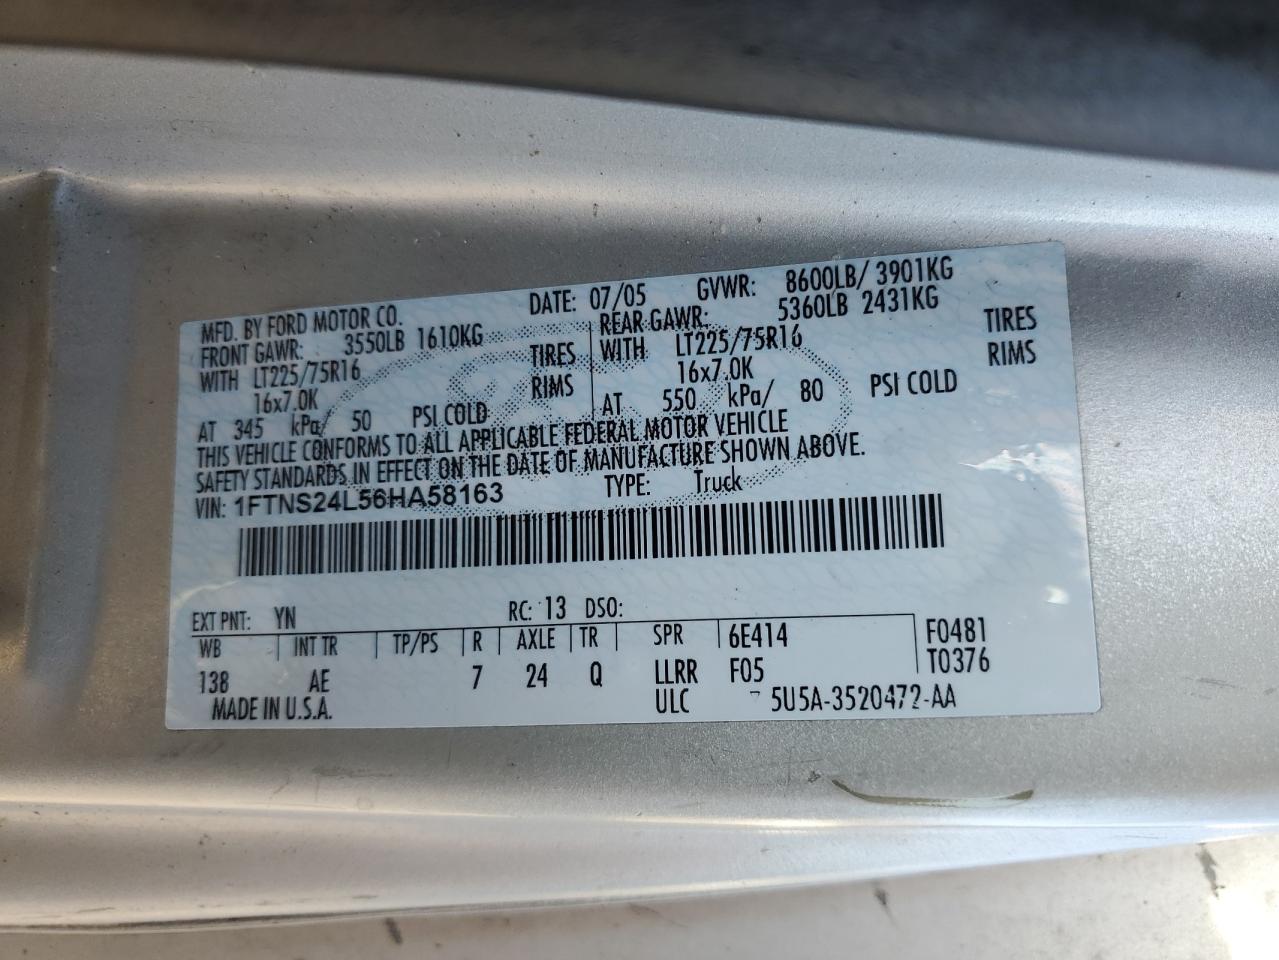 MFD. BY FORD MOTOR CO. DATE: 07/05 GVWR: 8600LB/ 3901KG
FRONT GAWR: 3550LB 1610KG REAR GAWR: 5360LB 2431KG
WITH LT225/75R16 TIRES WITH LT225/75R16 TIRES
16x7.0K RIMS 16x7.0K RIMS
AT 345 kPa/ 50 PSI COLD AT 550 kPa/ 80 PSI COLD
THIS VEHICLE CONFORMS TO ALL APPLICABLE FEDERAL MOTOR VEHICLE
SAFETY STANDARDS IN EFFECT ON THE DATE OF MANUFACTURE SHOWN ABOVE.
VIN: 1FTNS24L56HA58163 TYPE: Truck
EXT PNT: YN RC: 13 DSO:
WB INT TR TP/PS R AXLE TR SPR 6E414 F0481
138 AE 7 24 Q LLRR F05 T0376
MADE IN U.S.A. ULC 5U5A-3520472-AA